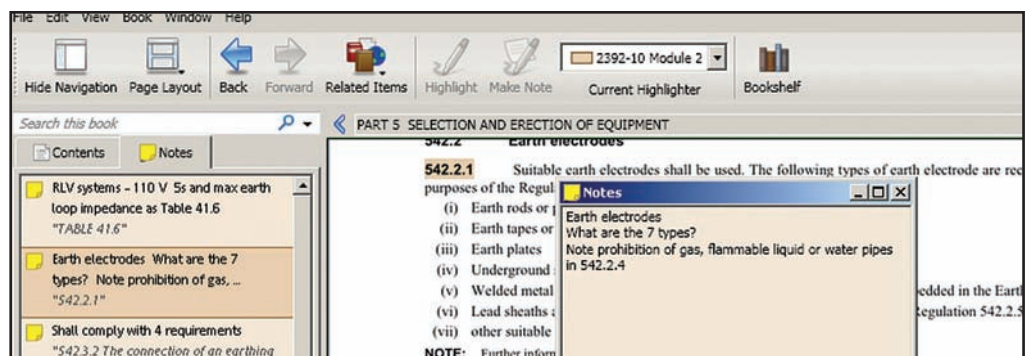 File Edit View Book Window Help
Hide Navigation Page Layout Back Forward Related Items Highlight Make Note 2392-10 Module 2 Current Highlighter Bookshelf
Search this book
PART 5 SELECTION AND ERECTION OF EQUIPMENT
Contents Notes
RLV systems - 110 V 5s and max earth
loop impedance as Table 41.6
"TABLE 41.6"
Earth electrodes What are the 7
types? Note prohibition of gas, ...
"542.2.1"
Shall comply with 4 requirements
"542.3.2 The connection of an earthing
542.2 Earth electrodes
542.2.1 Suitable earth electrodes shall be used. The following types of earth electrode are
purposes of the
(i) Earth rods or
(ii) Earth tapes or
(iii) Earth plates
(iv) Underground
(v) Welded metal in the
(vi) Lead sheaths 542.2.5
(vii) other suitable
NOTE: Further
Notes
Earth electrodes
What are the 7 types?
Note prohibition of gas, flammable liquid or water pipes
in 542.2.4